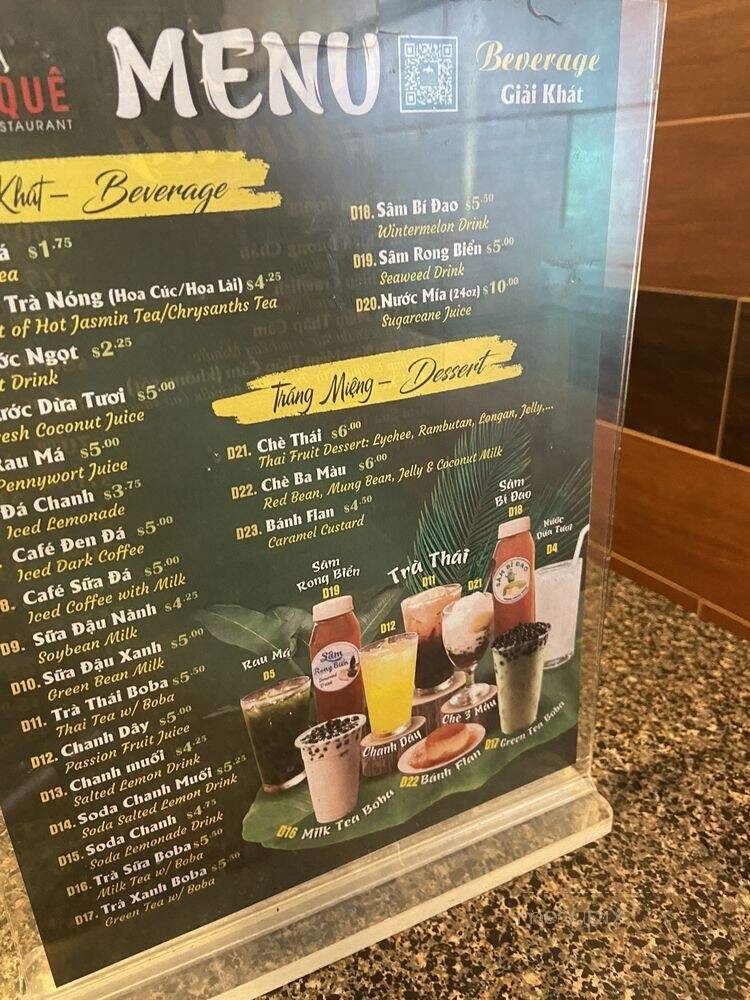 QUÊ
STAURANT
MENU
Beverage
Giải Khát
Khát – Beverage
á $1.75
ea
Trà Nóng (Hoa Cúc/Hoa Lài) $4.25
t of Hot Jasmin Tea/Chrysanths Tea
ớc Ngọt $2.25
t Drink
ước Dừa Tươi $5.00
resh Coconut Juice
Rau Má $5.00
Pennywort Juice
Đá Chanh $3.75
Iced Lemonade
Café Đen Đá $5.00
Iced Dark Coffee
8. Café Sữa Đá $5.00
Iced Coffee with Milk
D9. Sữa Đậu Nành $4.25
Soybean Milk
D10. Sữa Đậu Xanh $5.00
Green Bean Milk
D11. Trà Thái Boba $5.50
Thai Tea w/ Boba
D12. Chanh Dây $5.00
Passion Fruit Juice
D13. Chanh muối $4.25
Salted Lemon Drink
D14. Soda Chanh Muối $5.25
Soda Salted Lemon Drink
D15. Soda Chanh $4.75
Soda Lemonade Drink
D16. Trà Sữa Boba $5.50
Milk Tea w/ Boba
D17. Trà Xanh Boba $5.50
Green Tea w/ Boba
D18. Sâm Bí Đao $5.50
Wintermelon Drink
D19. Sâm Rong Biển $5.00
Seaweed Drink
D20. Nước Mía (24oz) $10.00
Sugarcane Juice
Tráng Miệng – Dessert
D21. Chè Thái $6.00
Thai Fruit Dessert: Lychee, Rambutan, Longan, Jelly,...
D22. Chè Ba Màu $6.00
Red Bean, Mung Bean, Jelly & Coconut Milk
D23. Bánh Flan $4.50
Caramel Custard
Sâm
Bí Đao
D18
Nước
Dừa Tươi
D4
Sâm
Rong Biển
D19
Trà Thái
D11
D21
D12
Rau Má
D5
SÂM BÍ ĐAO
Sâm
Rong Biển
Chanh Dây
Chè 3 Màu
D22 Bánh Flan
D17 Green Tea Boba
D16 Milk Tea Boba
menupix